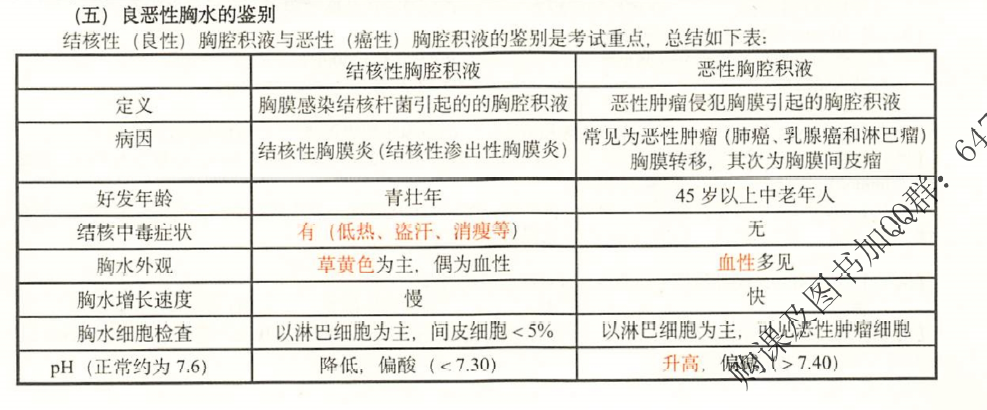 （五）良恶性胸水的鉴别
结核性（良性）胸腔积液与恶性（癌性）胸腔积液的鉴别是考试重点，总结如下表：
结核性胸腔积液 恶性胸腔积液
定义 胸膜感染结核杆菌引起的的胸腔积液 恶性肿瘤侵犯胸膜引起的胸腔积液
病因 结核性胸膜炎（结核性渗出性胸膜炎） 常见为恶性肿瘤（肺癌、乳腺癌和淋巴瘤）
胸膜转移，其次为胸膜间皮瘤
好发年龄 青壮年 45岁以上中老年人
结核中毒症状 有（低热、盗汗、消瘦等） 无
胸水外观 草黄色为主，偶为血性 血性多见
胸水增长速度 慢 快
胸水细胞检查 以淋巴细胞为主，间皮细胞<5% 以淋巴细胞为主，可见恶性肿瘤细胞
pH（正常约为7.6） 降低，偏酸（<7.30） 升高，偏（>7.40）
网课及图书加QQ群：647